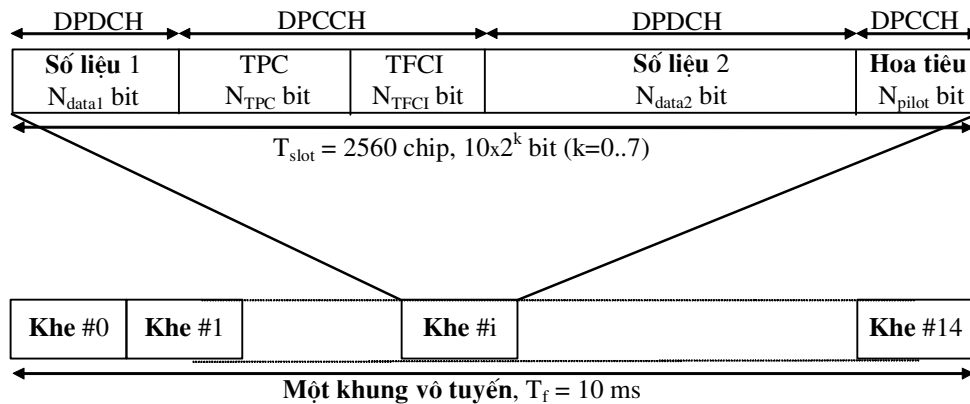 DPDCH DPCCH DPDCH DPCCH
Số liệu 1 TPC TFCI Số liệu 2 Hoa tiêu
N_data1 bit N_TPC bit N_TFCI bit N_data2 bit N_pilot bit
T_slot = 2560 chip, 10x2^k bit (k=0..7)
Khe #0 Khe #1 Khe #i Khe #14
Một khung vô tuyến, T_f = 10 ms